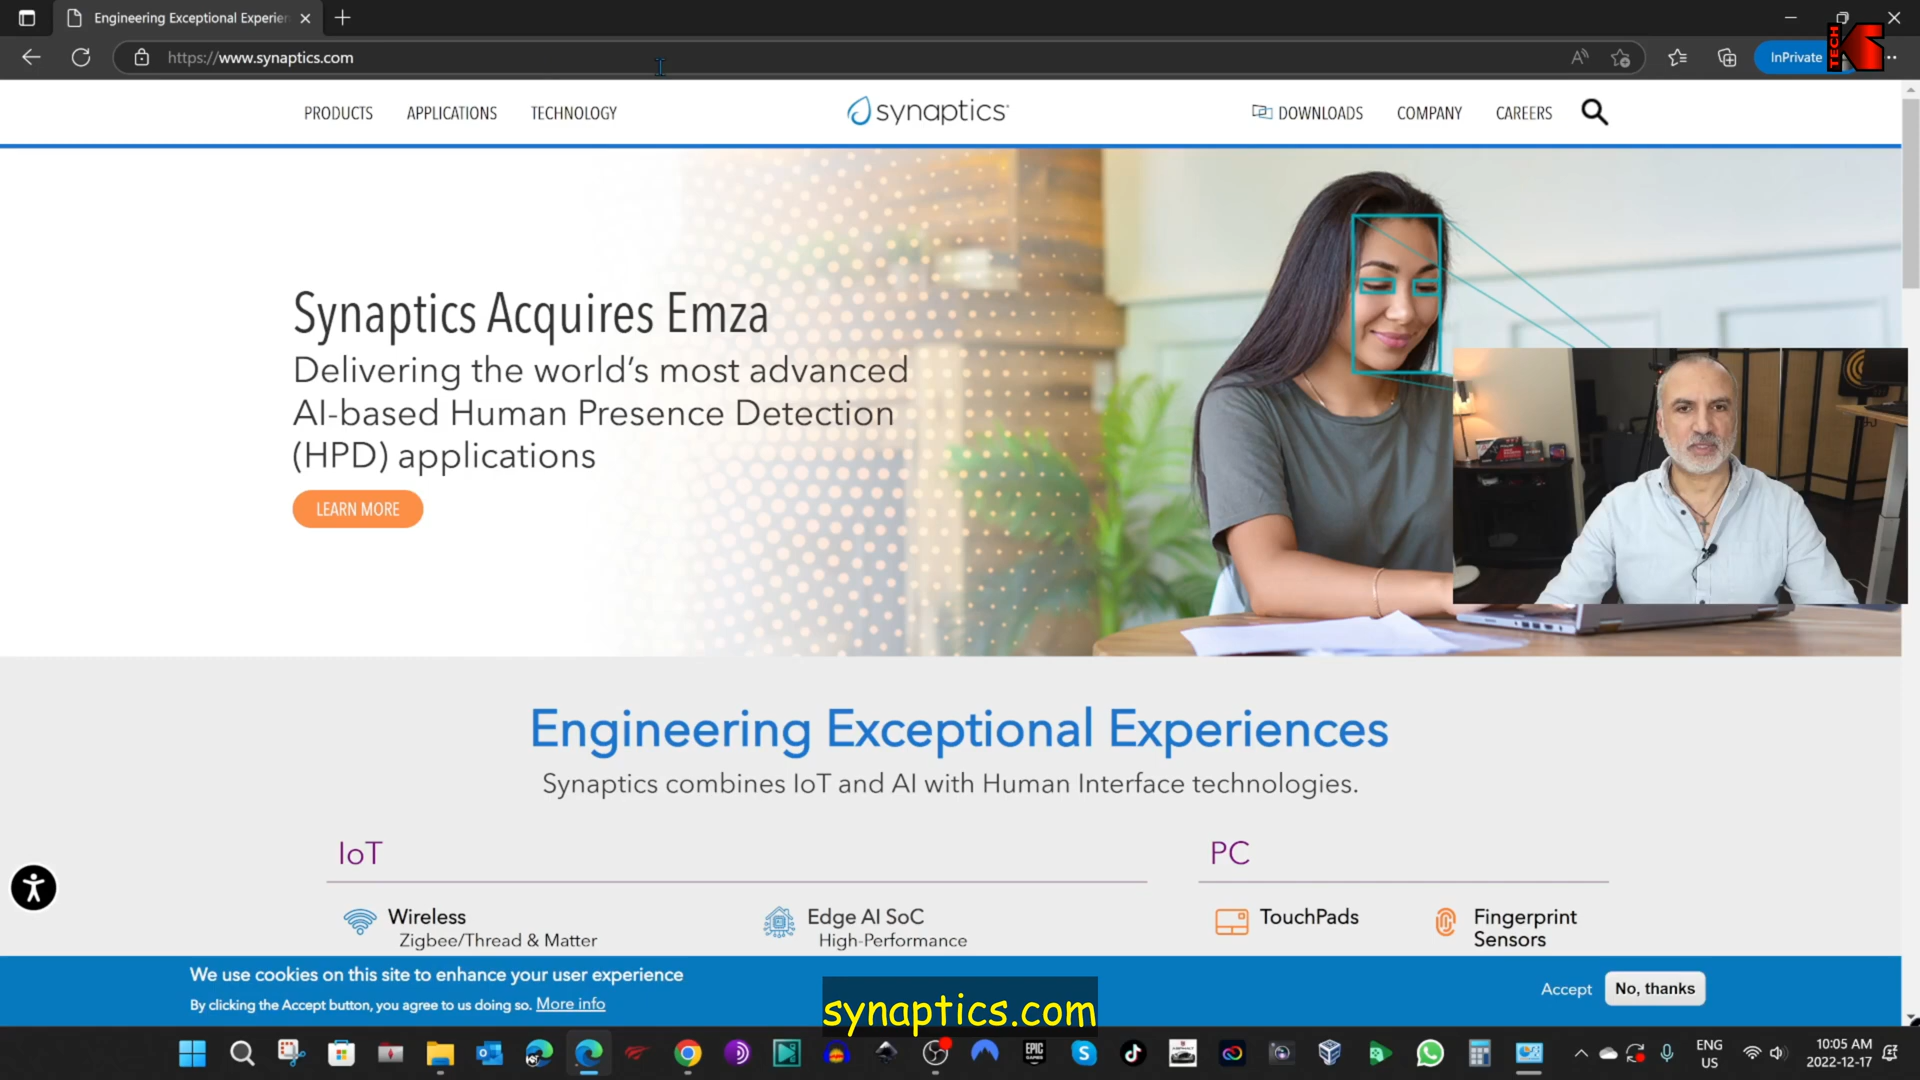 Engineering Exceptional Experier
https://www.synaptics.com
InPrivate
TECH
K
PRODUCTS
APPLICATIONS
TECHNOLOGY
synaptics
DOWNLOADS
COMPANY
CAREERS
Synaptics Acquires Emza
Delivering the world's most advanced
AI-based Human Presence Detection
(HPD) applications
LEARN MORE
Engineering Exceptional Experiences
Synaptics combines IoT and AI with Human Interface technologies.
IoT
PC
Wireless
Zigbee/Thread & Matter
Edge AI SoC
High-Performance
TouchPads
Fingerprint
Sensors
We use cookies on this site to enhance your user experience
By clicking the Accept button, you agree to us doing so. More info
Accept
No, thanks
synaptics.com
EPIC
GAMES
ENG
US
10:05 AM
2022-12-17